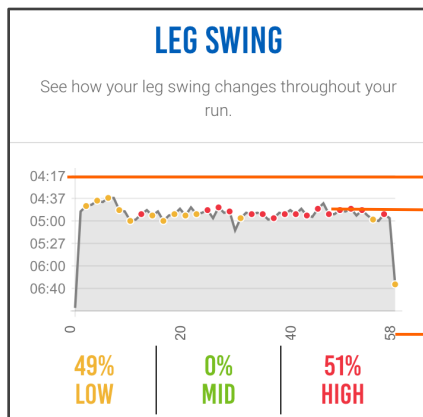 LEG SWING
See how your leg swing changes throughout your
run.
04:17
04:37
05:00
05:27
06:00
06:40
0
20
40
58
49%
LOW
0%
MID
51%
HIGH